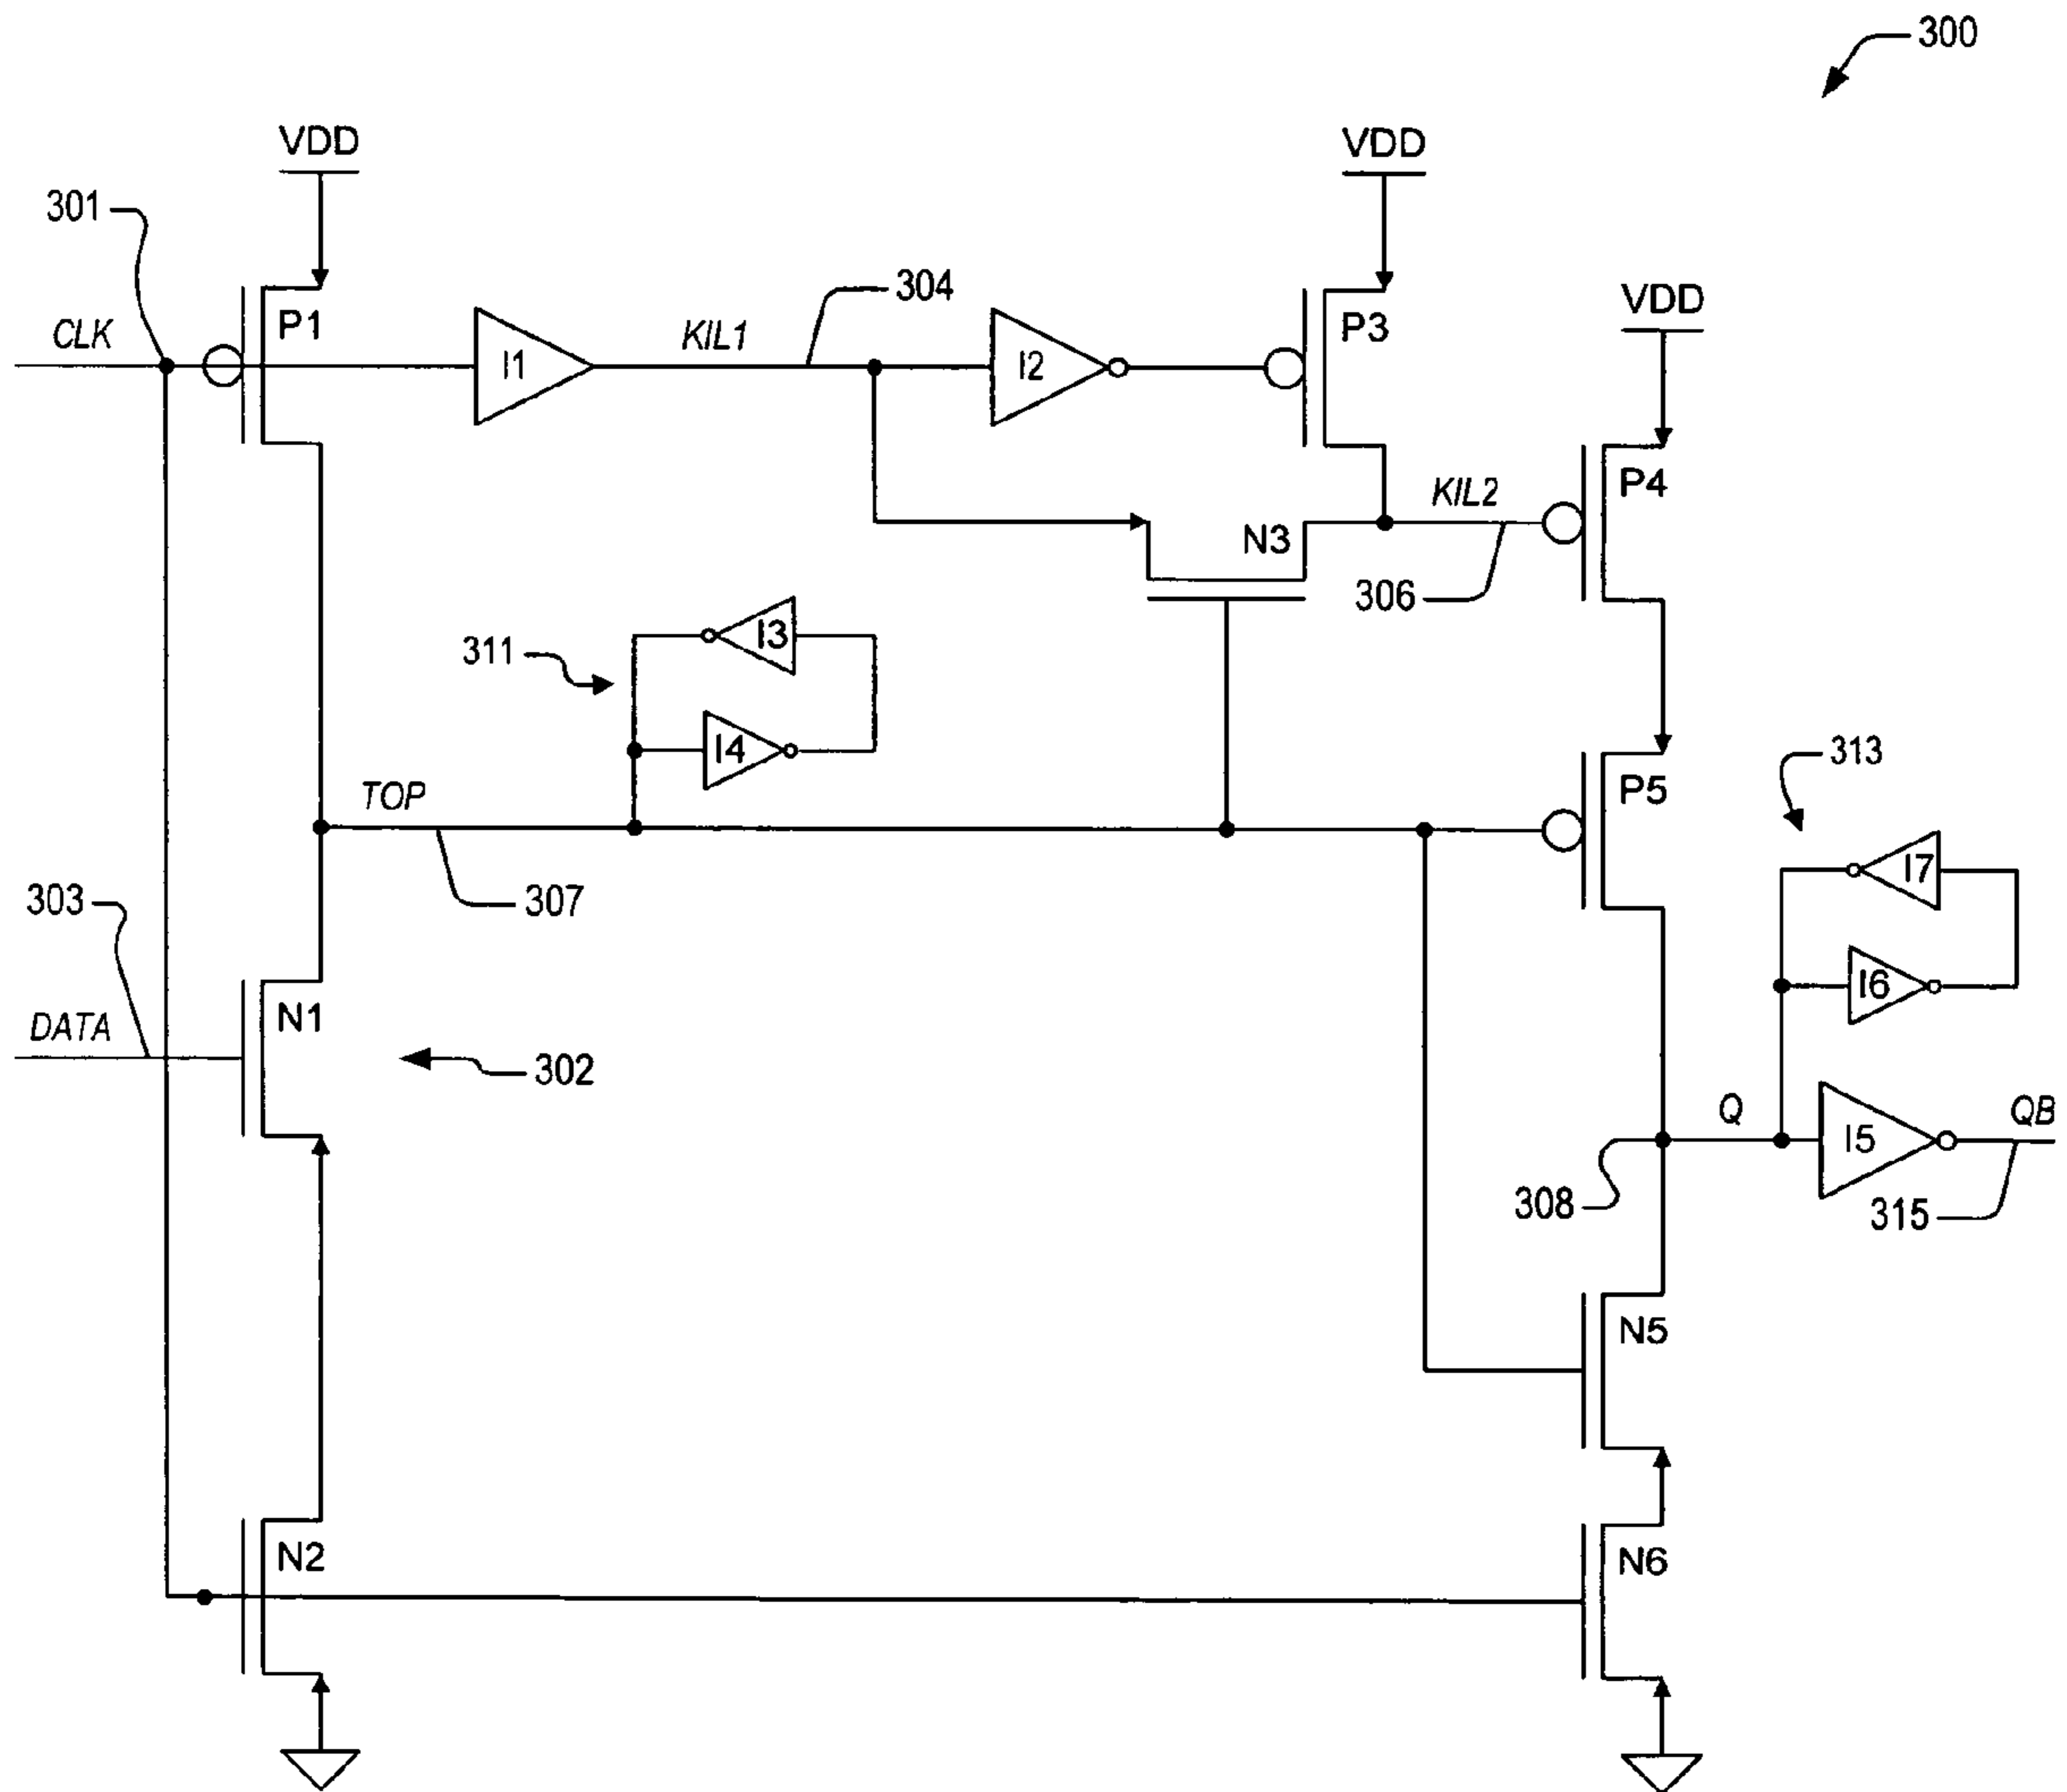 300
VDD
VDD
301
304
VDD
CLK
P1
I1
KIL1
I2
P3
KIL2
P4
N3
306
311
I3
I4
TOP
P5
313
I7
303
307
I6
DATA
N1
302
Q
QB
I5
308
315
N5
N2
N6